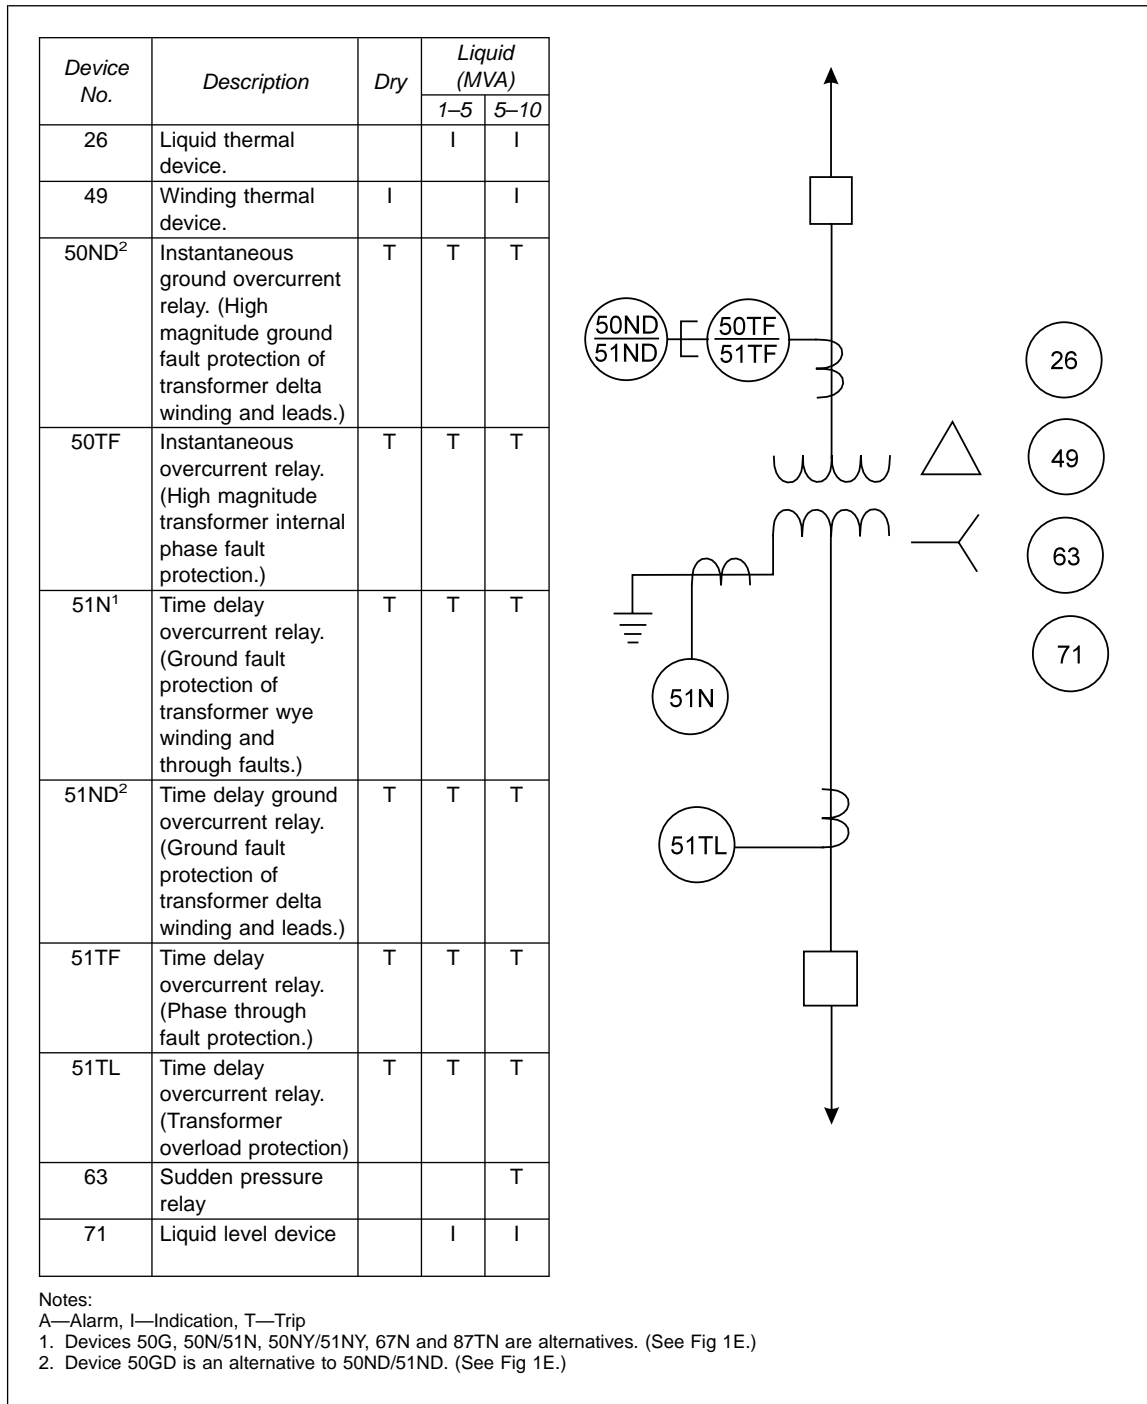 Device No.
Description
Dry
Liquid (MVA)
1–5
5–10
26
Liquid thermal
device.
I
I
49
Winding thermal
device.
I
I
50ND²
Instantaneous
ground overcurrent
relay. (High
magnitude ground
fault protection of
transformer delta
winding and leads.)
T
T
T
50TF
Instantaneous
overcurrent relay.
(High magnitude
transformer internal
phase fault
protection.)
T
T
T
51N¹
Time delay
overcurrent relay.
(Ground fault
protection of
transformer wye
winding and
through faults.)
T
T
T
51ND²
Time delay ground
overcurrent relay.
(Ground fault
protection of
transformer delta
winding and leads.)
T
T
T
51TF
Time delay
overcurrent relay.
(Phase through
fault protection.)
T
T
T
51TL
Time delay
overcurrent relay.
(Transformer
overload protection)
T
T
T
63
Sudden pressure
relay
T
71
Liquid level device
I
I
50ND
51ND
50TF
51TF
26
49
63
71
51N
51TL
Notes:
A—Alarm, I—Indication, T—Trip
1. Devices 50G, 50N/51N, 50NY/51NY, 67N and 87TN are alternatives. (See Fig 1E.)
2. Device 50GD is an alternative to 50ND/51ND. (See Fig 1E.)